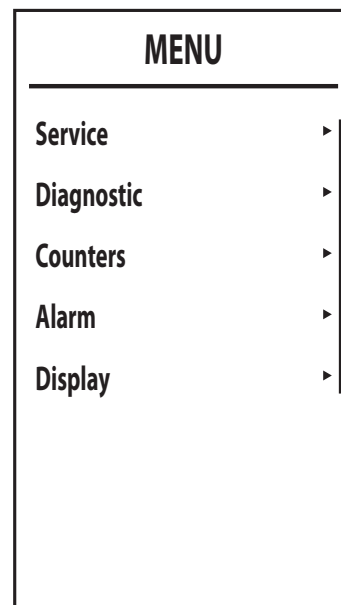 MENU
Service
Diagnostic
Counters
Alarm
Display